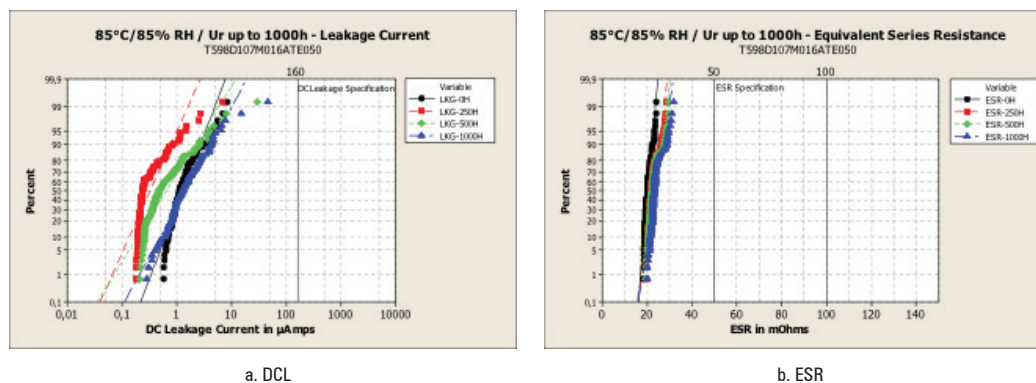 85°C/85% RH / Ur up to 1000h - Leakage Current
T598D107M016ATE050
160
DCLeakage Specification
Variable
LKG-0H
LKG-250H
LKG-500H
LKG-1000H
Percent
99,9
99
95
90
80
70
60
50
40
30
20
10
5
1
0,1
0,01 0,1 1 10 100 1000 10000
DC Leakage Current in µAmps
a. DCL
85°C/85% RH / Ur up to 1000h - Equivalent Series Resistance
T598D107M016ATE050
50 100
ESR Specification
Variable
ESR-0H
ESR-250H
ESR-500H
ESR-1000H
Percent
99,9
99
95
90
80
70
60
50
40
30
20
10
5
1
0,1
0 20 40 60 80 100 120 140
ESR in mOhms
b. ESR